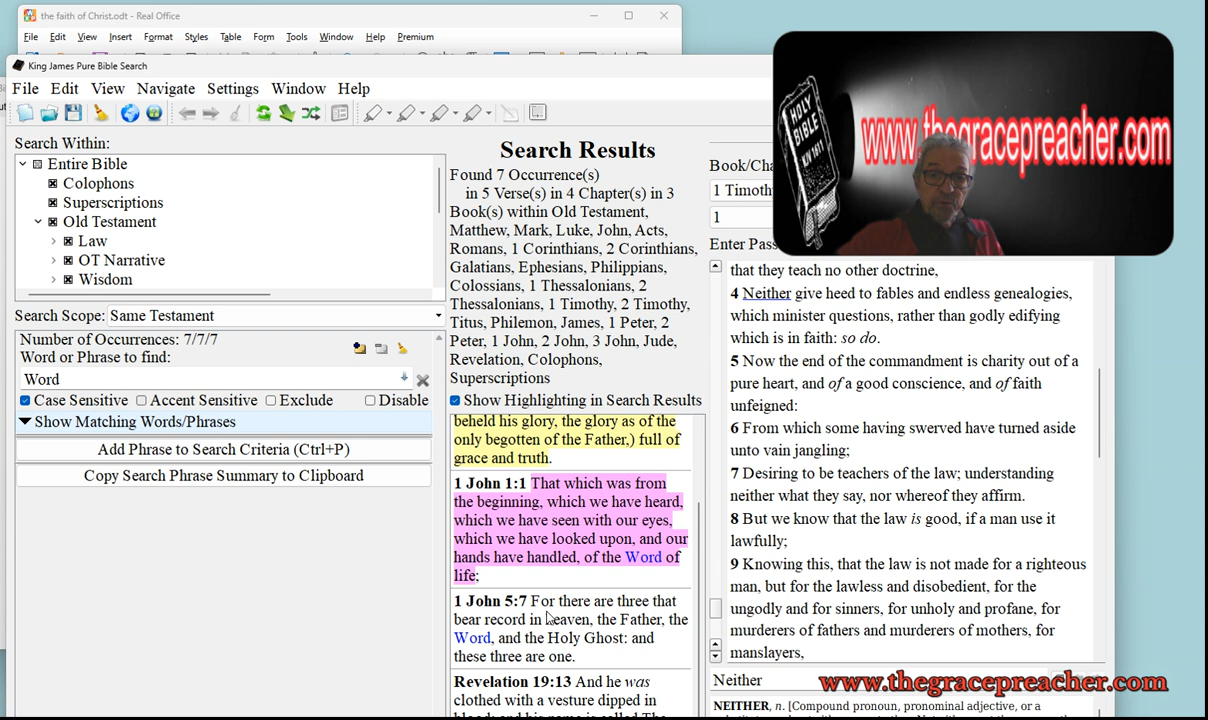 the faith of Christ.odt - Real Office
File Edit View Insert Format Styles Table Form Tools Window Help Premium
King James Pure Bible Search
File Edit View Navigate Settings Window Help
Search Within:
Entire Bible
Colophons
Superscriptions
Old Testament
Law
OT Narrative
Wisdom
Search Scope: Same Testament
Number of Occurrences: 7/7/7
Word or Phrase to find:
Word
Case Sensitive Accent Sensitive Exclude Disable
Show Matching Words/Phrases
Add Phrase to Search Criteria (Ctrl+P)
Copy Search Phrase Summary to Clipboard
Search Results
Found 7 Occurrence(s)
in 5 Verse(s) in 4 Chapter(s) in 3
Book(s) within Old Testament,
Matthew, Mark, Luke, John, Acts,
Romans, 1 Corinthians, 2 Corinthians,
Galatians, Ephesians, Philippians,
Colossians, 1 Thessalonians, 2
Thessalonians, 1 Timothy, 2 Timothy,
Titus, Philemon, James, 1 Peter, 2
Peter, 1 John, 2 John, 3 John, Jude,
Revelation, Colophons,
Superscriptions
Show Highlighting in Search Results
beheld his glory, the glory as of the
only begotten of the Father,) full of
grace and truth.
1 John 1:1 That which was from
the beginning, which we have heard,
which we have seen with our eyes,
which we have looked upon, and our
hands have handled, of the Word of
life;
1 John 5:7 For there are three that
bear record in heaven, the Father, the
Word, and the Holy Ghost: and
these three are one.
Revelation 19:13 And he was
clothed with a vesture dipped in
blood: and his name is called The
Book/Cha
1 Timothy
1
Enter Pass
that they teach no other doctrine,
4 Neither give heed to fables and endless genealogies,
which minister questions, rather than godly edifying
which is in faith: so do.
5 Now the end of the commandment is charity out of a
pure heart, and of a good conscience, and of faith
unfeigned:
6 From which some having swerved have turned aside
unto vain jangling;
7 Desiring to be teachers of the law; understanding
neither what they say, nor whereof they affirm.
8 But we know that the law is good, if a man use it
lawfully;
9 Knowing this, that the law is not made for a righteous
man, but for the lawless and disobedient, for the
ungodly and for sinners, for unholy and profane, for
murderers of fathers and murderers of mothers, for
manslayers,
Neither
NEITHER, n. [Compound pronoun, pronominal adjective, or a
HOLY
BIBLE
KJV 1611
www.thegracepreacher.com
www.thegracepreacher.com